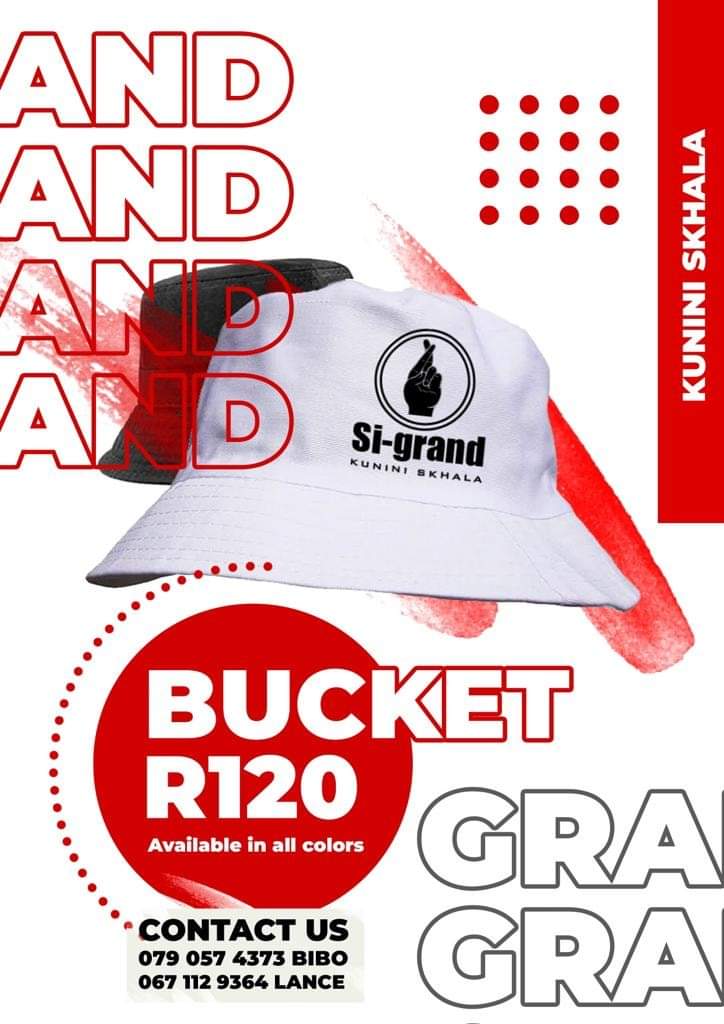 AND
AND
AND
AND
KUNINI SKHALA
Si-grand
KUNINI SKHALA
BUCKET
R120
Available in all colors
GRA
GRA
CONTACT US
079 057 4373 BIBO
067 112 9364 LANCE